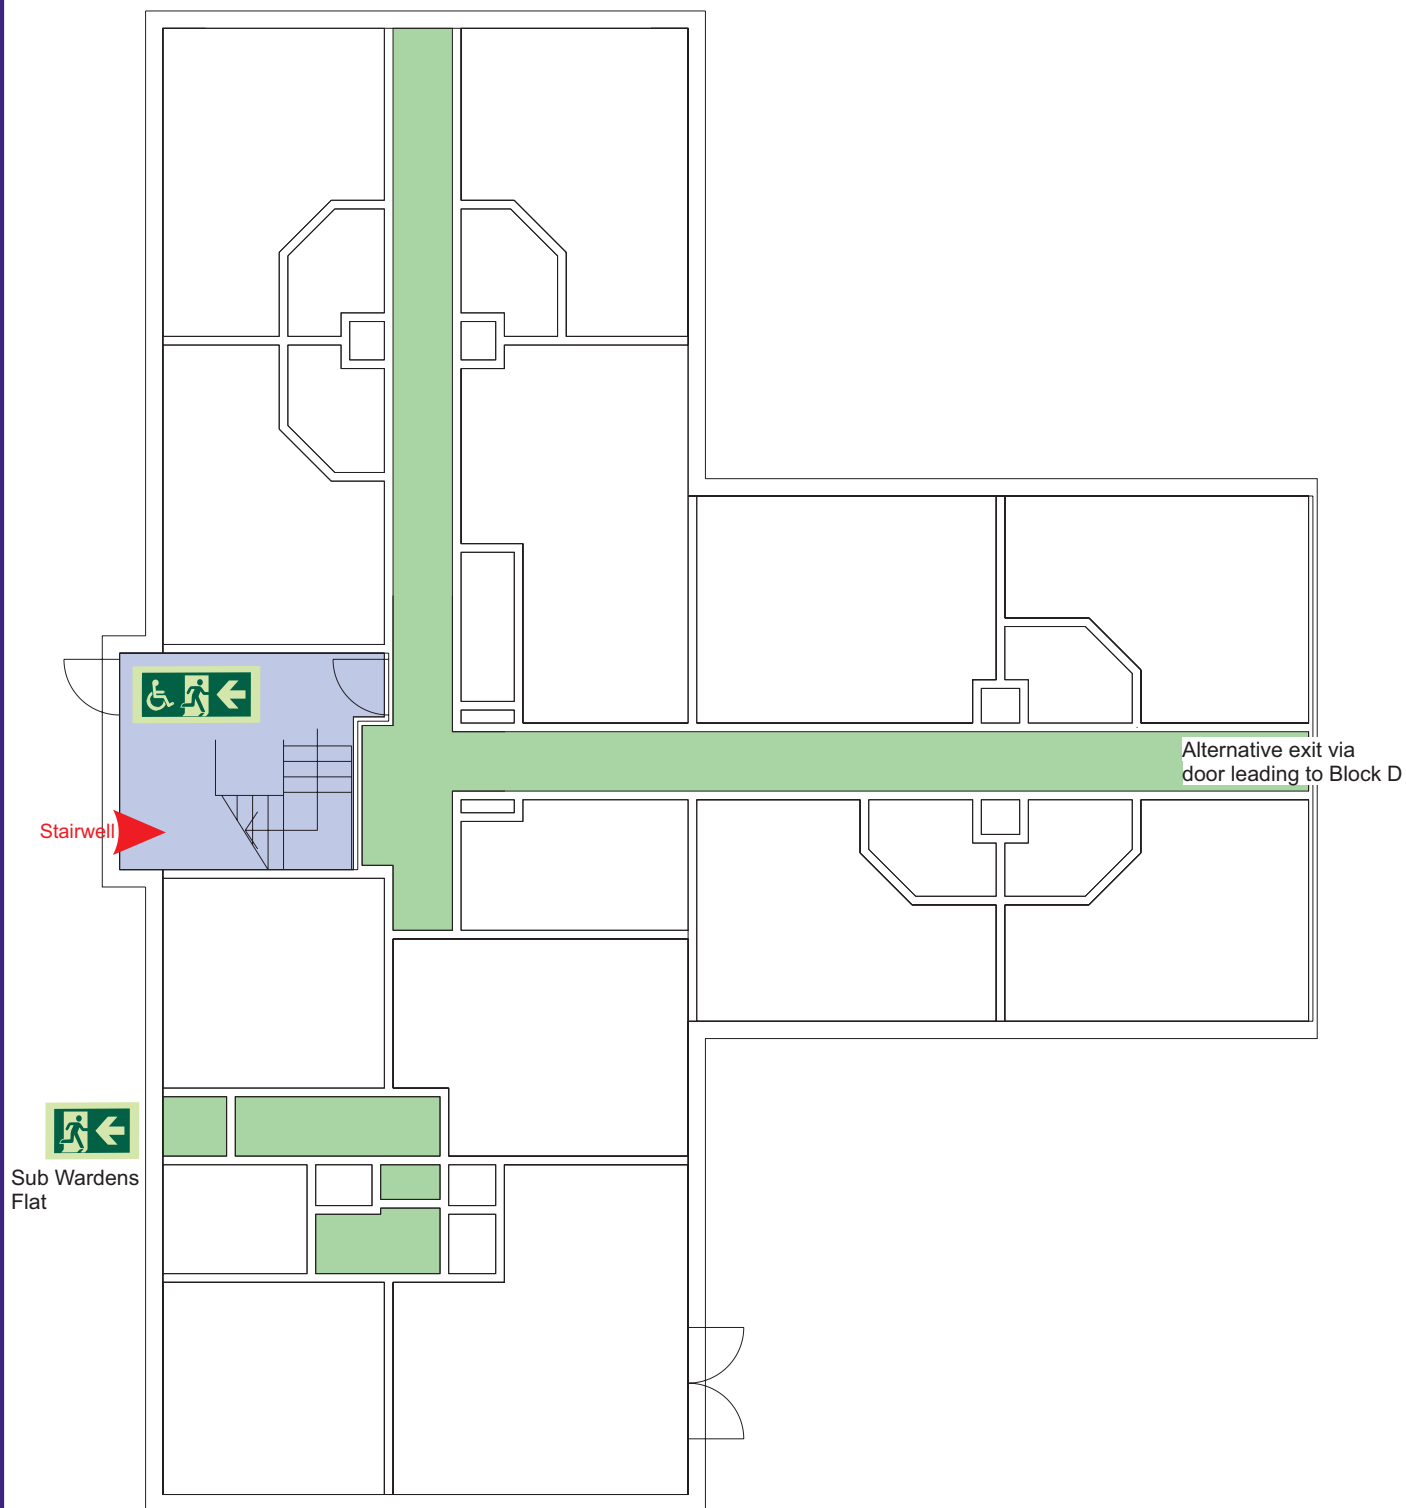 Alternative exit via
door leading to Block D
Stairwell
Sub Wardens
Flat